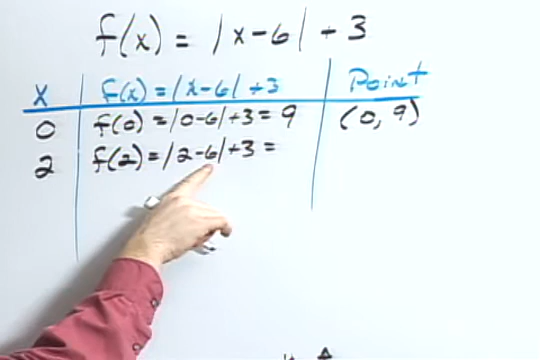 f(x) = |x-6| + 3
x f(x) = |x-6| + 3 Point
0 f(0) = |0-6| + 3 = 9 (0, 9)
2 f(2) = |2-6| + 3 =